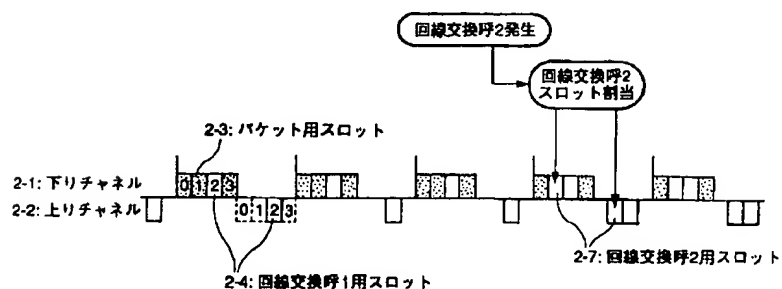 回線交換呼2発生
回線交換呼2
スロット割当
2-3: パケット用スロット
2-1: 下りチャネル
0 1 2 3
2-2: 上りチャネル
0 1 2 3
2-4: 回線交換呼1用スロット
2-7: 回線交換呼2用スロット